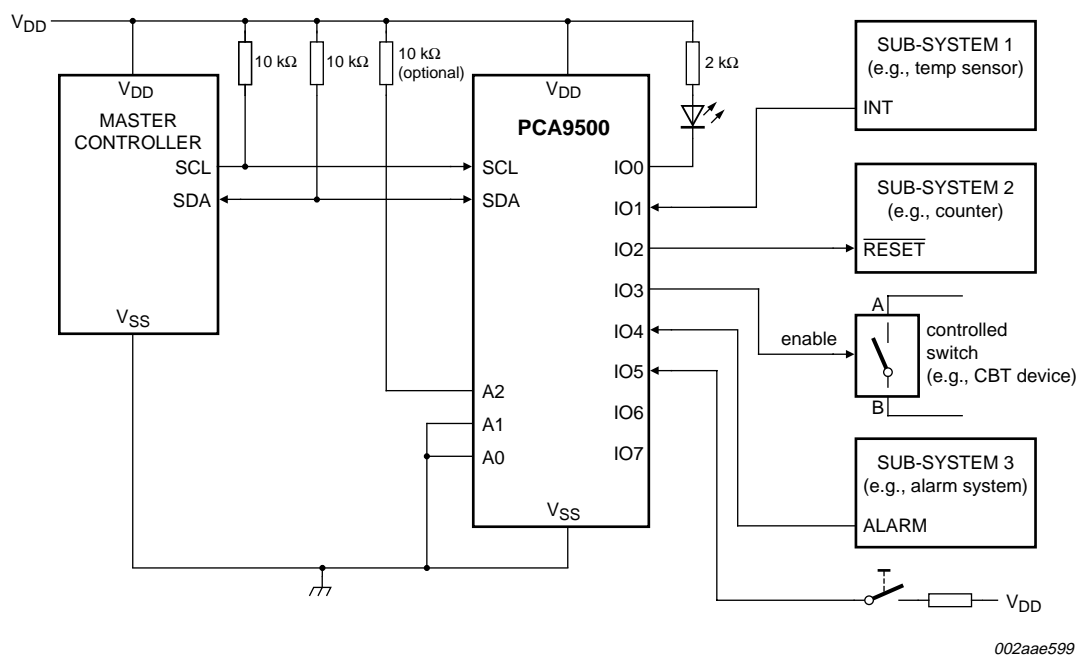 VDD
10 kΩ
10 kΩ
10 kΩ
(optional)
2 kΩ
VDD
MASTER
CONTROLLER
SCL
SDA
VSS
VDD
PCA9500
SCL
SDA
A2
A1
A0
VSS
IO0
IO1
IO2
IO3
IO4
IO5
IO6
IO7
SUB-SYSTEM 1
(e.g., temp sensor)
INT
SUB-SYSTEM 2
(e.g., counter)
RESET
A
enable
B
controlled
switch
(e.g., CBT device)
SUB-SYSTEM 3
(e.g., alarm system)
ALARM
VDD
002aae599